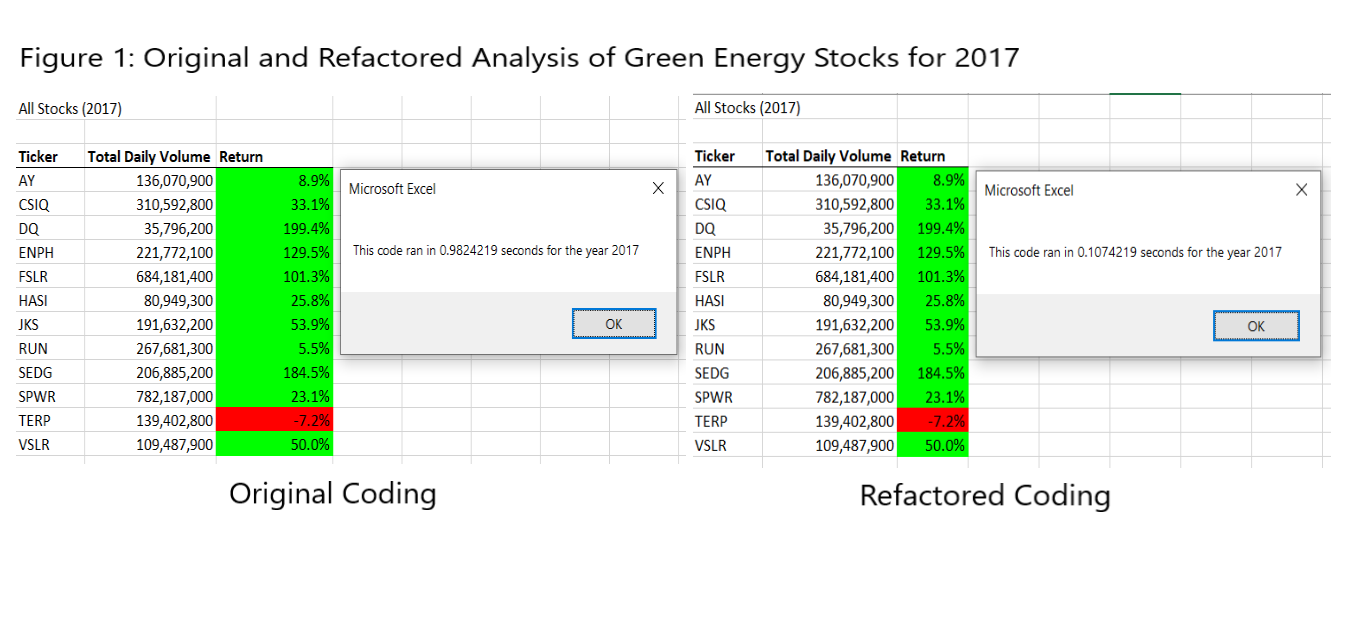 Figure 1: Original and Refactored Analysis of Green Energy Stocks for 2017
All Stocks (2017)
Ticker Total Daily Volume Return
AY 136,070,900 8.9%
CSIQ 310,592,800 33.1%
DQ 35,796,200 199.4%
ENPH 221,772,100 129.5%
FSLR 684,181,400 101.3%
HASI 80,949,300 25.8%
JKS 191,632,200 53.9%
RUN 267,681,300 5.5%
SEDG 206,885,200 184.5%
SPWR 782,187,000 23.1%
TERP 139,402,800 -7.2%
VSLR 109,487,900 50.0%
Microsoft Excel
This code ran in 0.9824219 seconds for the year 2017
OK
Original Coding
All Stocks (2017)
Ticker Total Daily Volume Return
AY 136,070,900 8.9%
CSIQ 310,592,800 33.1%
DQ 35,796,200 199.4%
ENPH 221,772,100 129.5%
FSLR 684,181,400 101.3%
HASI 80,949,300 25.8%
JKS 191,632,200 53.9%
RUN 267,681,300 5.5%
SEDG 206,885,200 184.5%
SPWR 782,187,000 23.1%
TERP 139,402,800 -7.2%
VSLR 109,487,900 50.0%
Microsoft Excel
This code ran in 0.1074219 seconds for the year 2017
OK
Refactored Coding